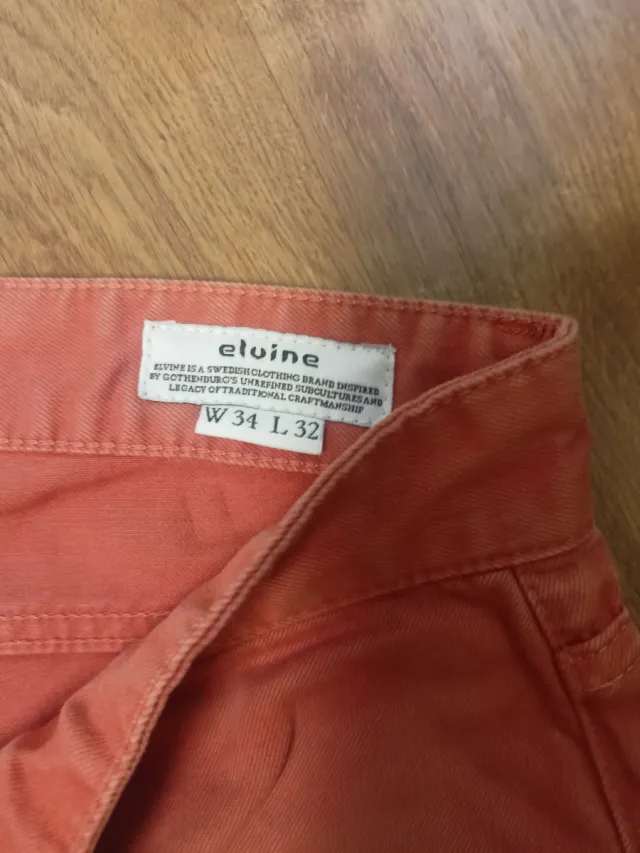 elvine
ELVINE IS A SWEDISH CLOTHING BRAND INSPIRED
BY GOTHENBURG'S UNREFINED SUBCULTURES AND
LEGACY OF TRADITIONAL CRAFTMANSHIP
W 34 L 32